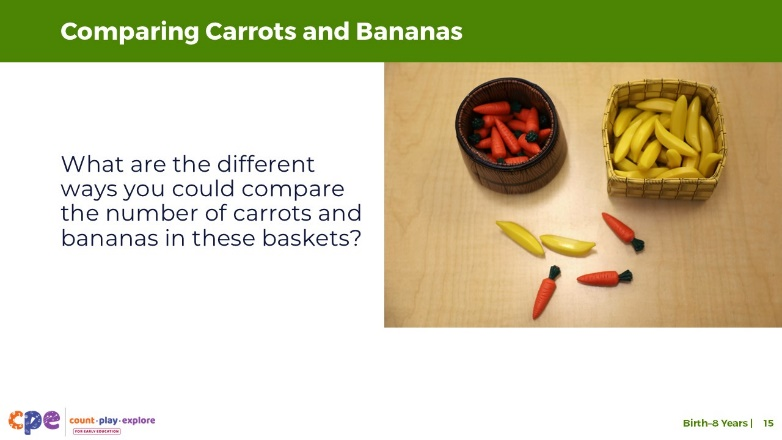 Comparing Carrots and Bananas
What are the different
ways you could compare
the number of carrots and
bananas in these baskets?
cpe
count·play·explore
FOR EARLY EDUCATION
Birth–8 Years | 15